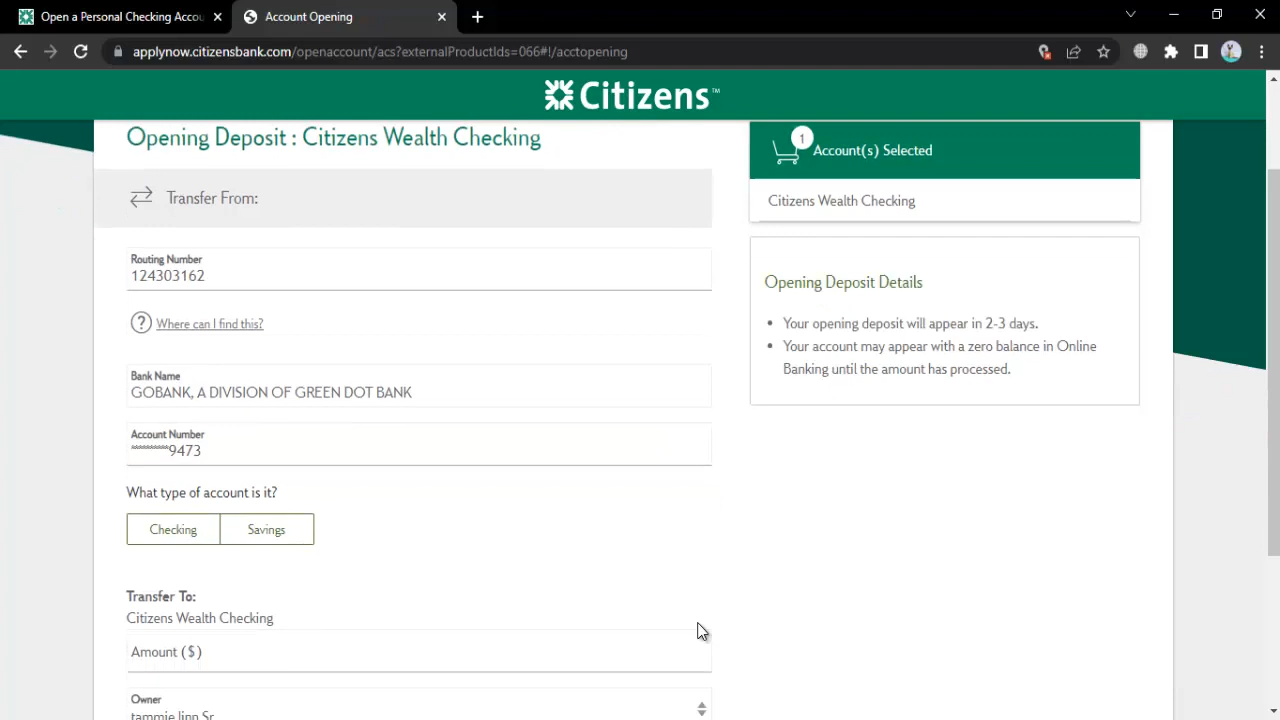 Open a Personal Checking Accou
Account Opening
applynow.citizensbank.com/openaccount/acs?externalProductIds=066#!/acctopening
Citizens™
Opening Deposit : Citizens Wealth Checking
Transfer From:
Routing Number
124303162
? Where can I find this?
Bank Name
GOBANK, A DIVISION OF GREEN DOT BANK
Account Number
**********9473
What type of account is it?
Checking
Savings
Transfer To:
Citizens Wealth Checking
Amount ($)
Owner
tammie linn Sr
1
Account(s) Selected
Citizens Wealth Checking
Opening Deposit Details
• Your opening deposit will appear in 2-3 days.
• Your account may appear with a zero balance in Online
Banking until the amount has processed.